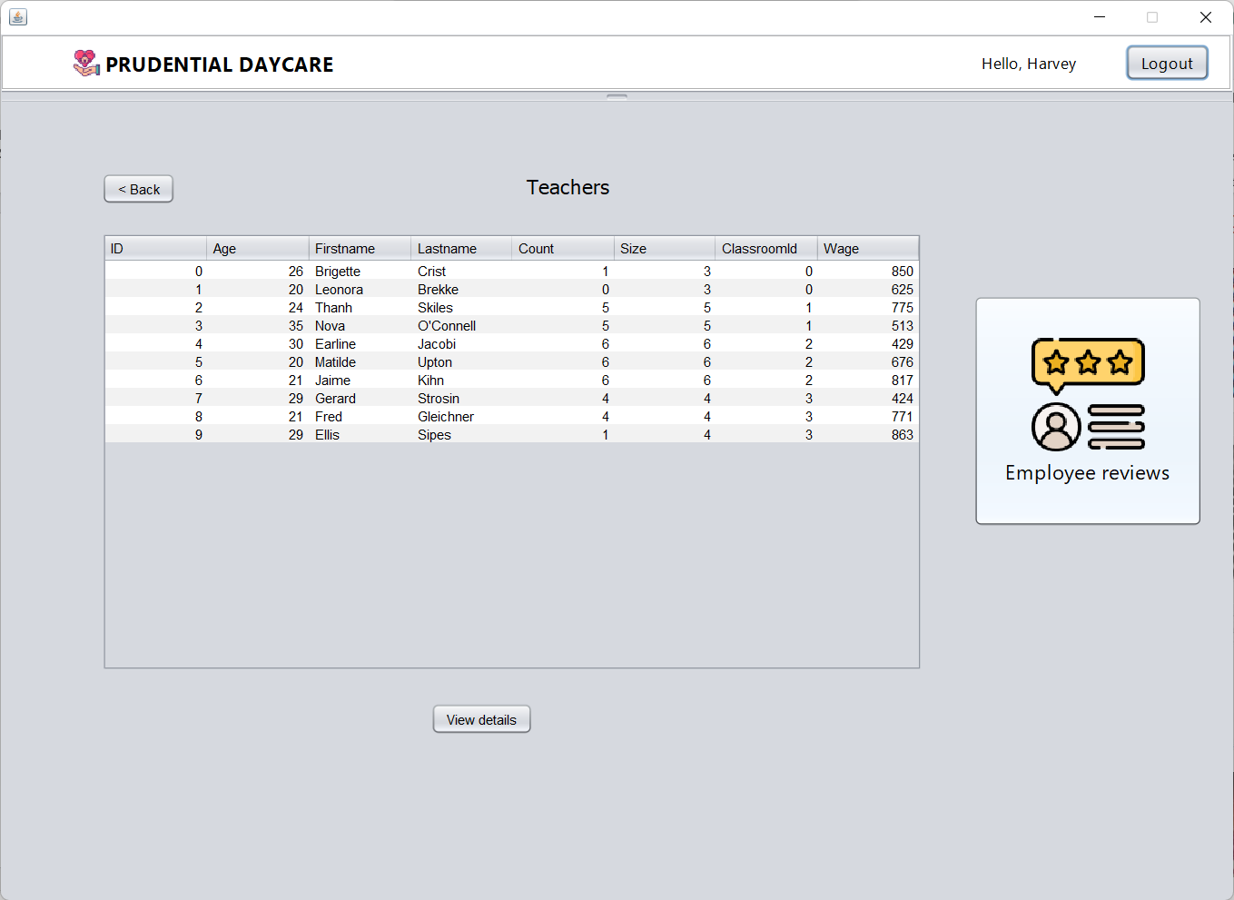 PRUDENTIAL DAYCARE Hello, Harvey Logout
< Back Teachers
ID Age Firstname Lastname Count Size ClassroomId Wage
0 26 Brigette Crist 1 3 0 850
1 20 Leonora Brekke 0 3 0 625
2 24 Thanh Skiles 5 5 1 775
3 35 Nova O'Connell 5 5 1 513
4 30 Earline Jacobi 6 6 2 429
5 20 Matilde Upton 6 6 2 676
6 21 Jaime Kihn 6 6 2 817
7 29 Gerard Strosin 4 4 3 424
8 21 Fred Gleichner 4 4 3 771
9 29 Ellis Sipes 1 4 3 863
Employee reviews
View details